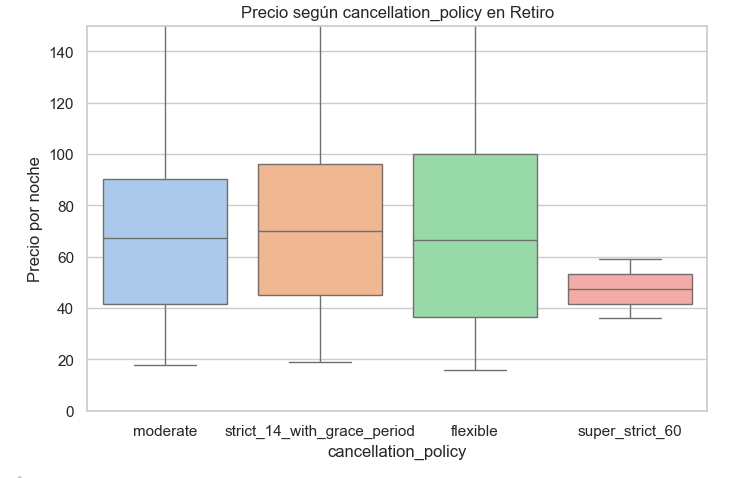 Precio según cancellation_policy en Retiro
Precio por noche
140
120
100
80
60
40
20
0
moderate
strict_14_with_grace_period
flexible
super_strict_60
cancellation_policy